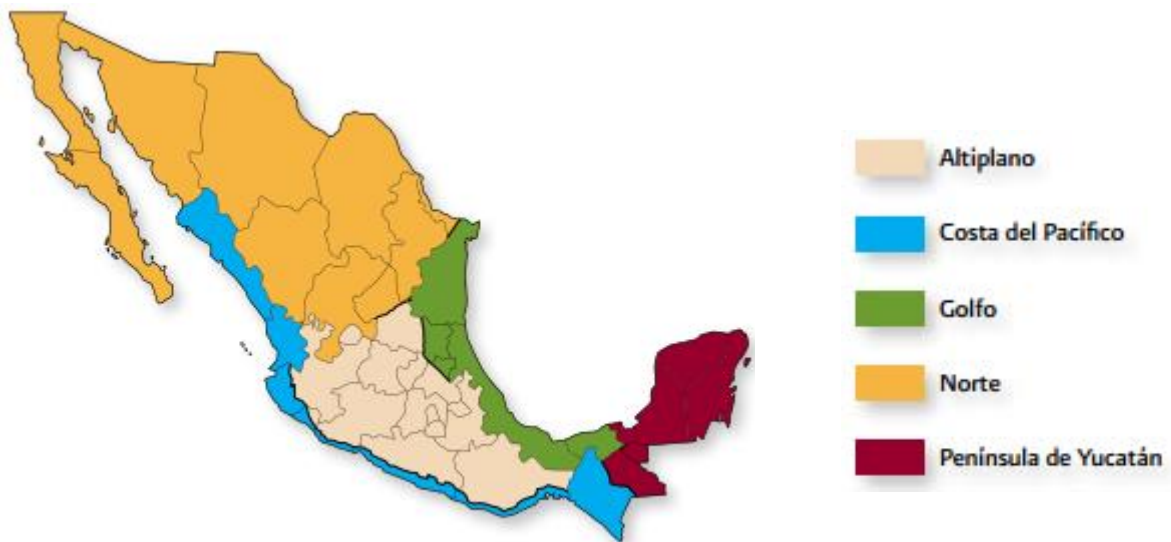 Altiplano
Costa del Pacífico
Golfo
Norte
Península de Yucatán